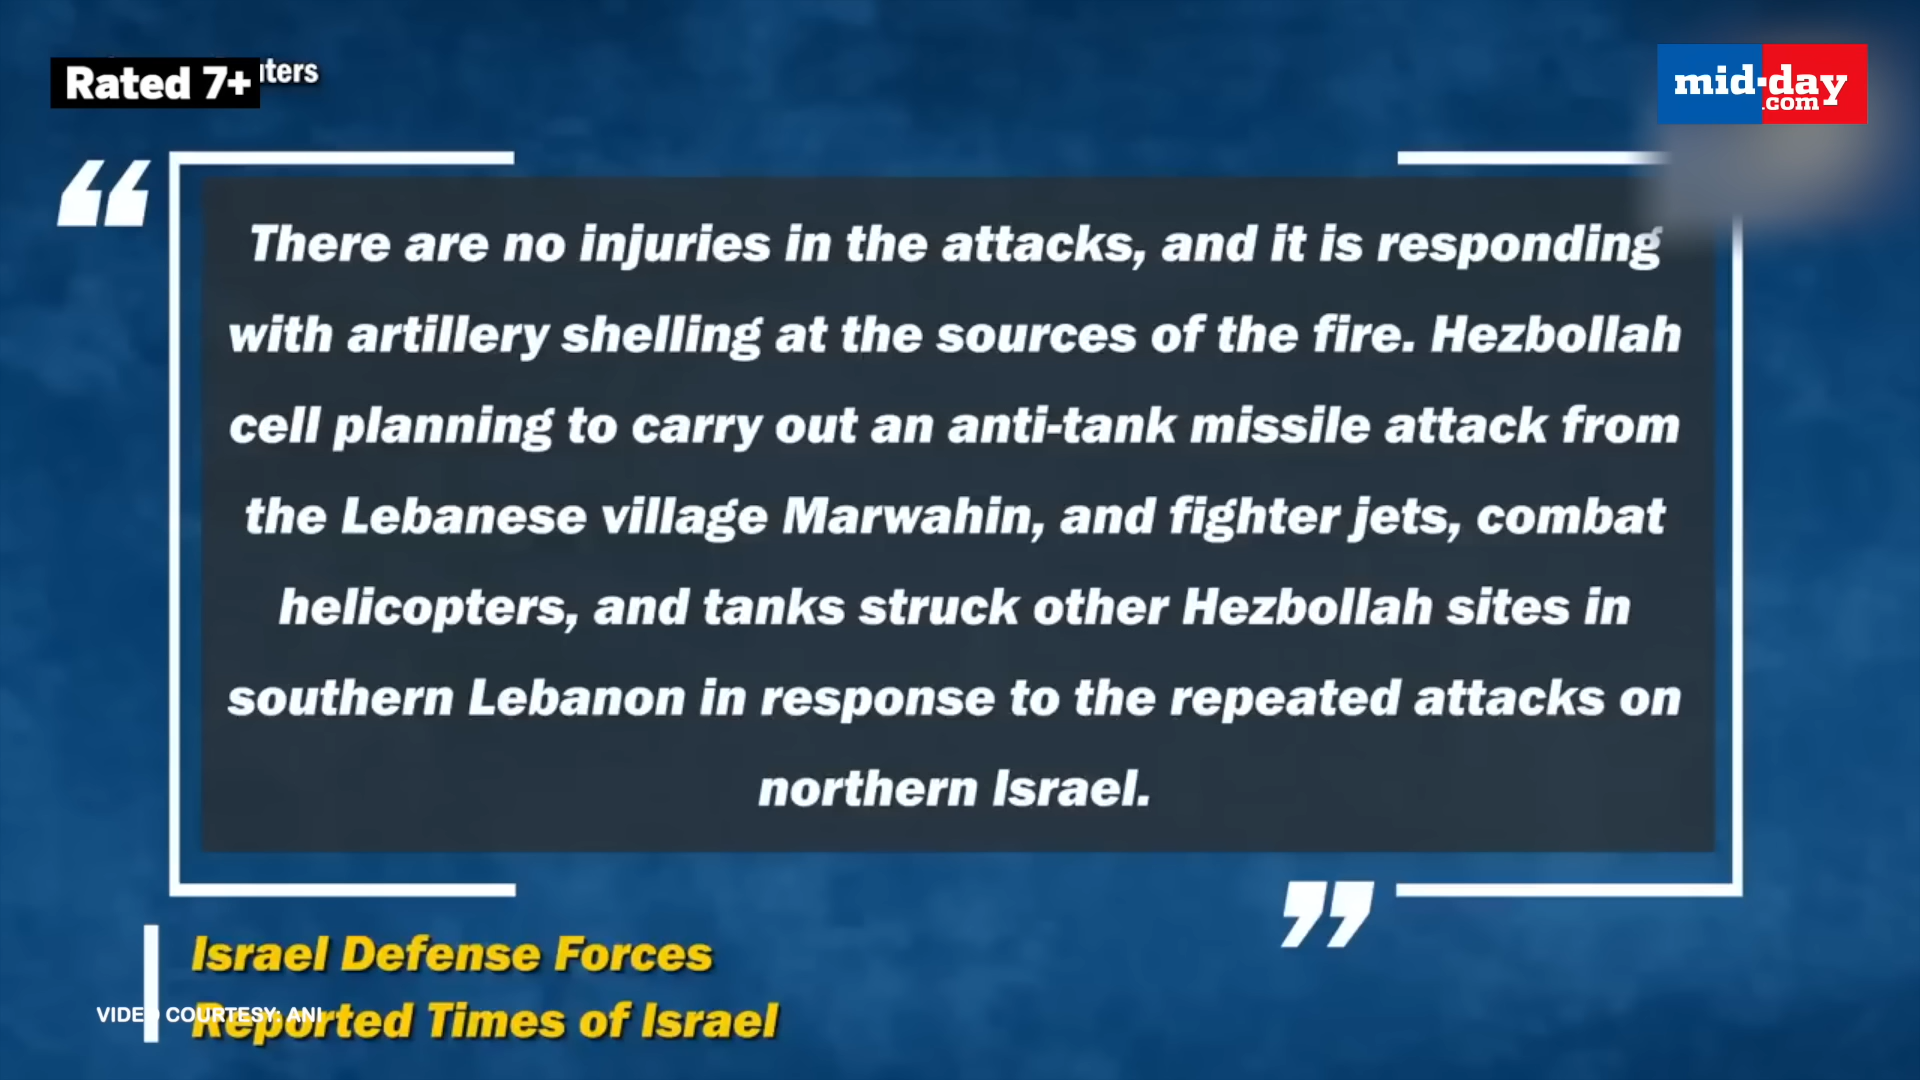 Rated 7+
mid-day
.com
“
There are no injuries in the attacks, and it is responding
with artillery shelling at the sources of the fire. Hezbollah
cell planning to carry out an anti-tank missile attack from
the Lebanese village Marwahin, and fighter jets, combat
helicopters, and tanks struck other Hezbollah sites in
southern Lebanon in response to the repeated attacks on
northern Israel.
”
Israel Defense Forces
Reported Times of Israel
VIDEO COURTESY: ANI